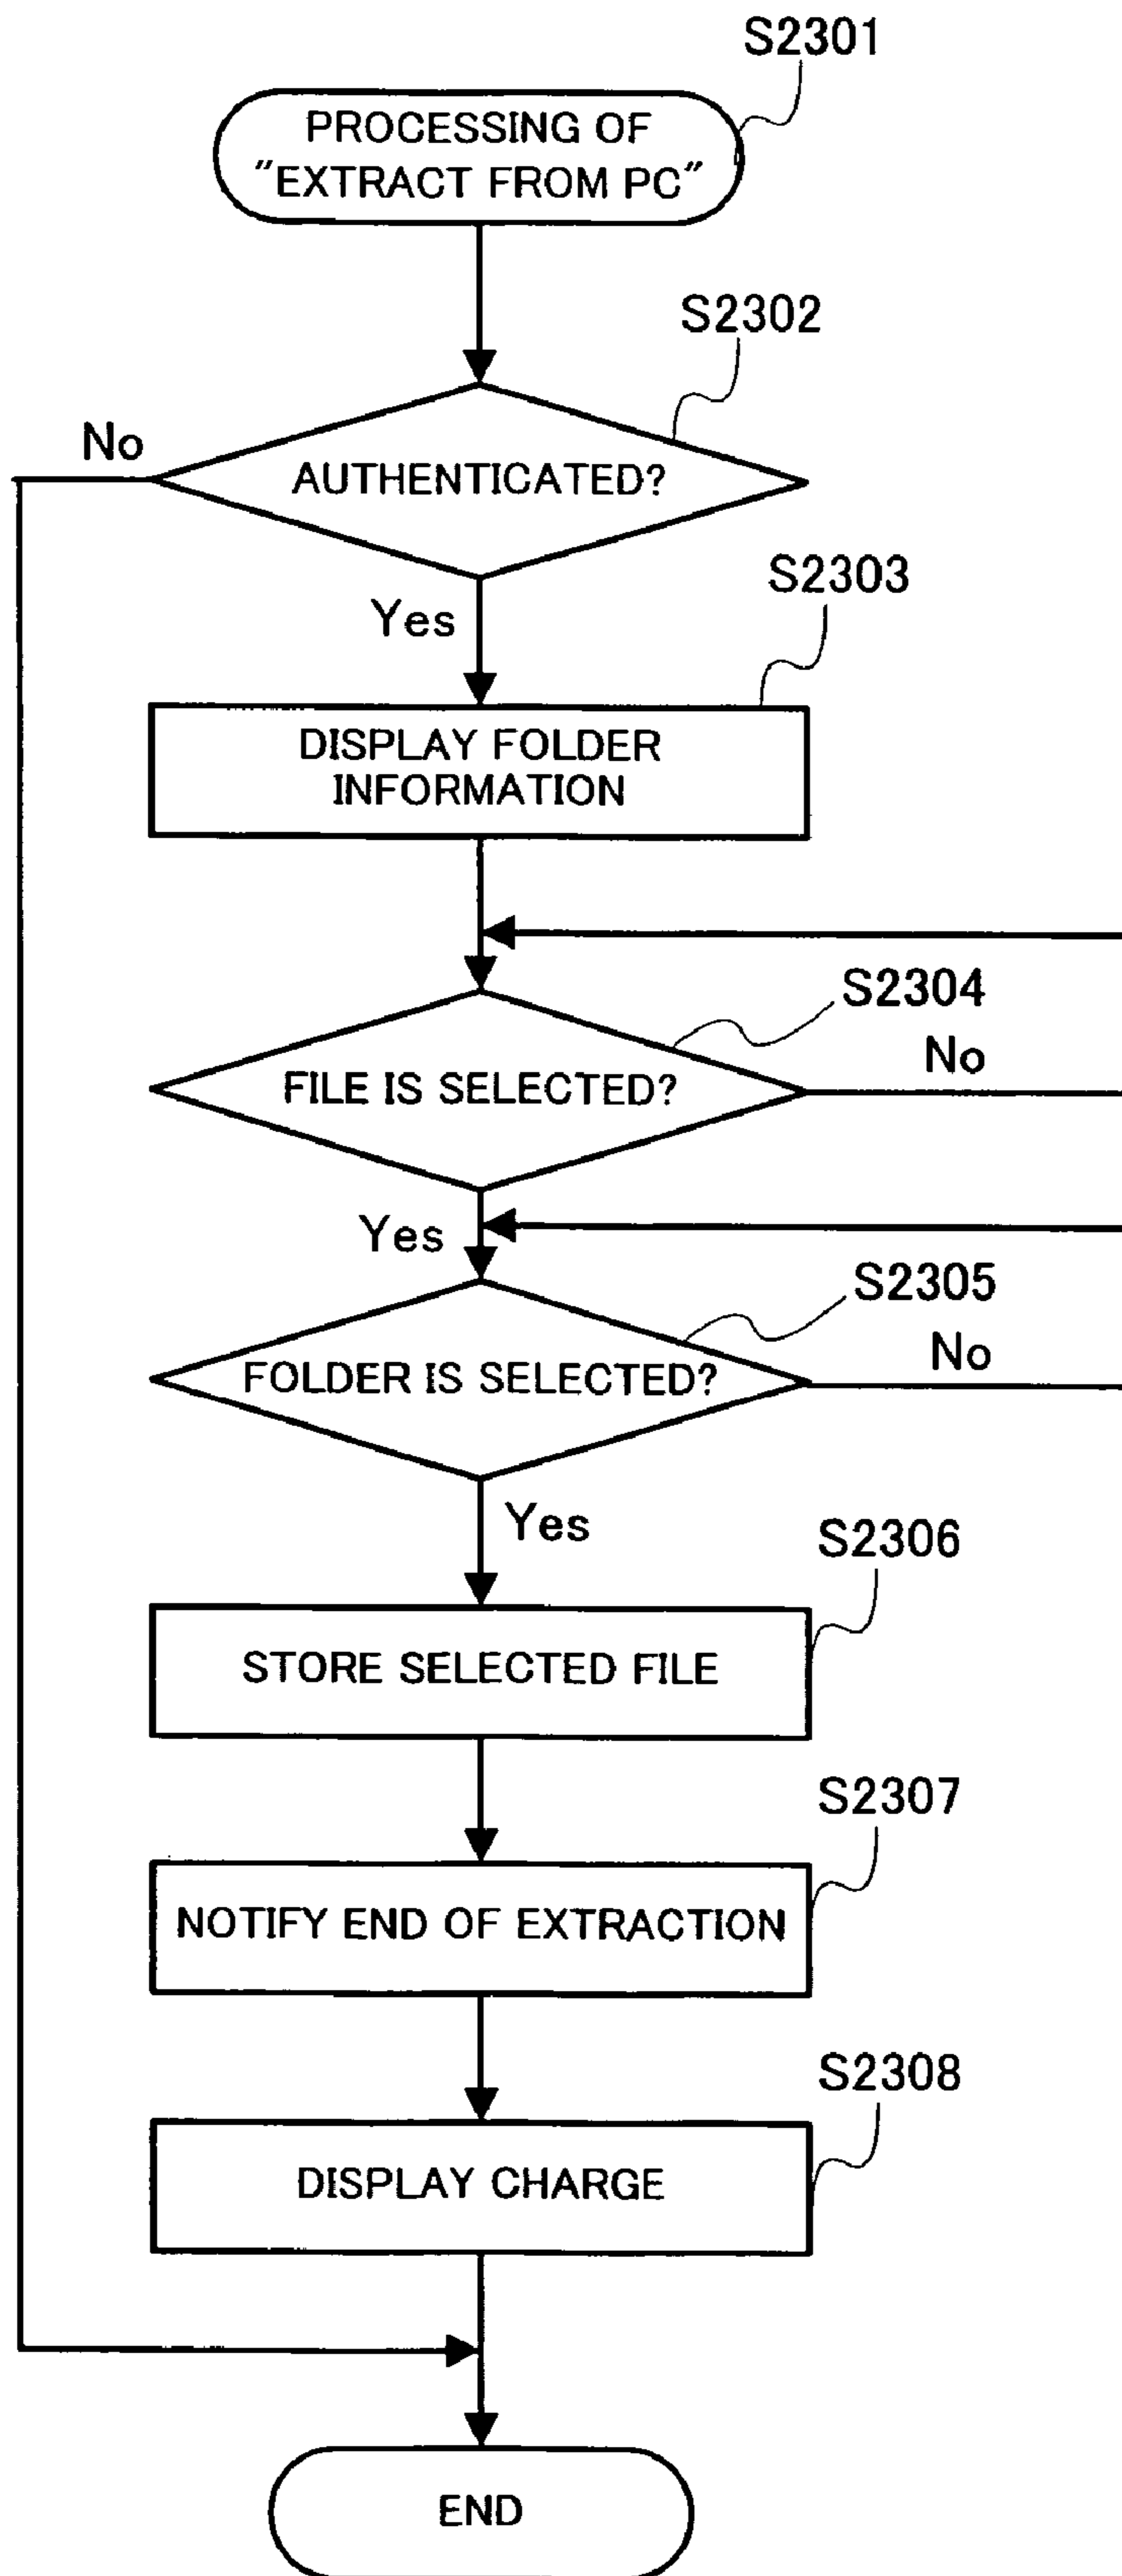 S2301
PROCESSING OF
"EXTRACT FROM PC"
S2302
No
AUTHENTICATED?
Yes
S2303
DISPLAY FOLDER
INFORMATION
S2304
No
FILE IS SELECTED?
Yes
S2305
No
FOLDER IS SELECTED?
Yes
S2306
STORE SELECTED FILE
S2307
NOTIFY END OF EXTRACTION
S2308
DISPLAY CHARGE
END